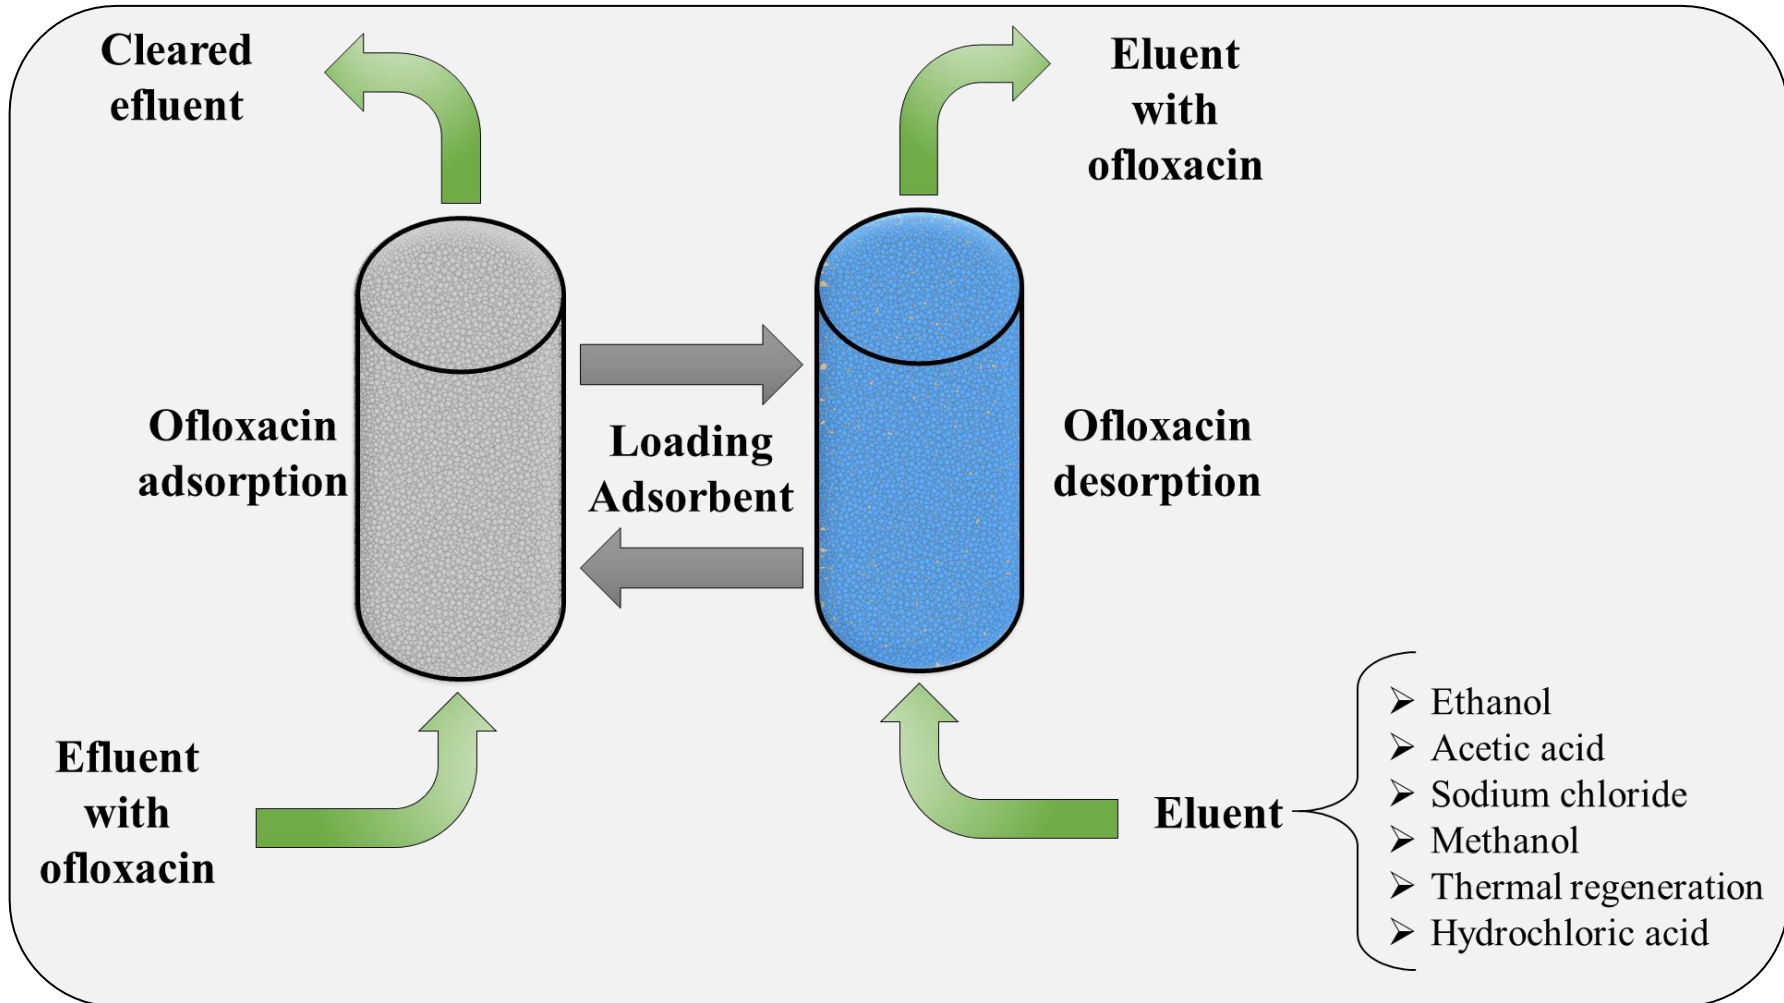 Cleared
efluent
Eluent
with
ofloxacin
Ofloxacin
adsorption
Loading
Adsorbent
Ofloxacin
desorption
Efluent
with
ofloxacin
Eluent
Ethanol
Acetic acid
Sodium chloride
Methanol
Thermal regeneration
Hydrochloric acid